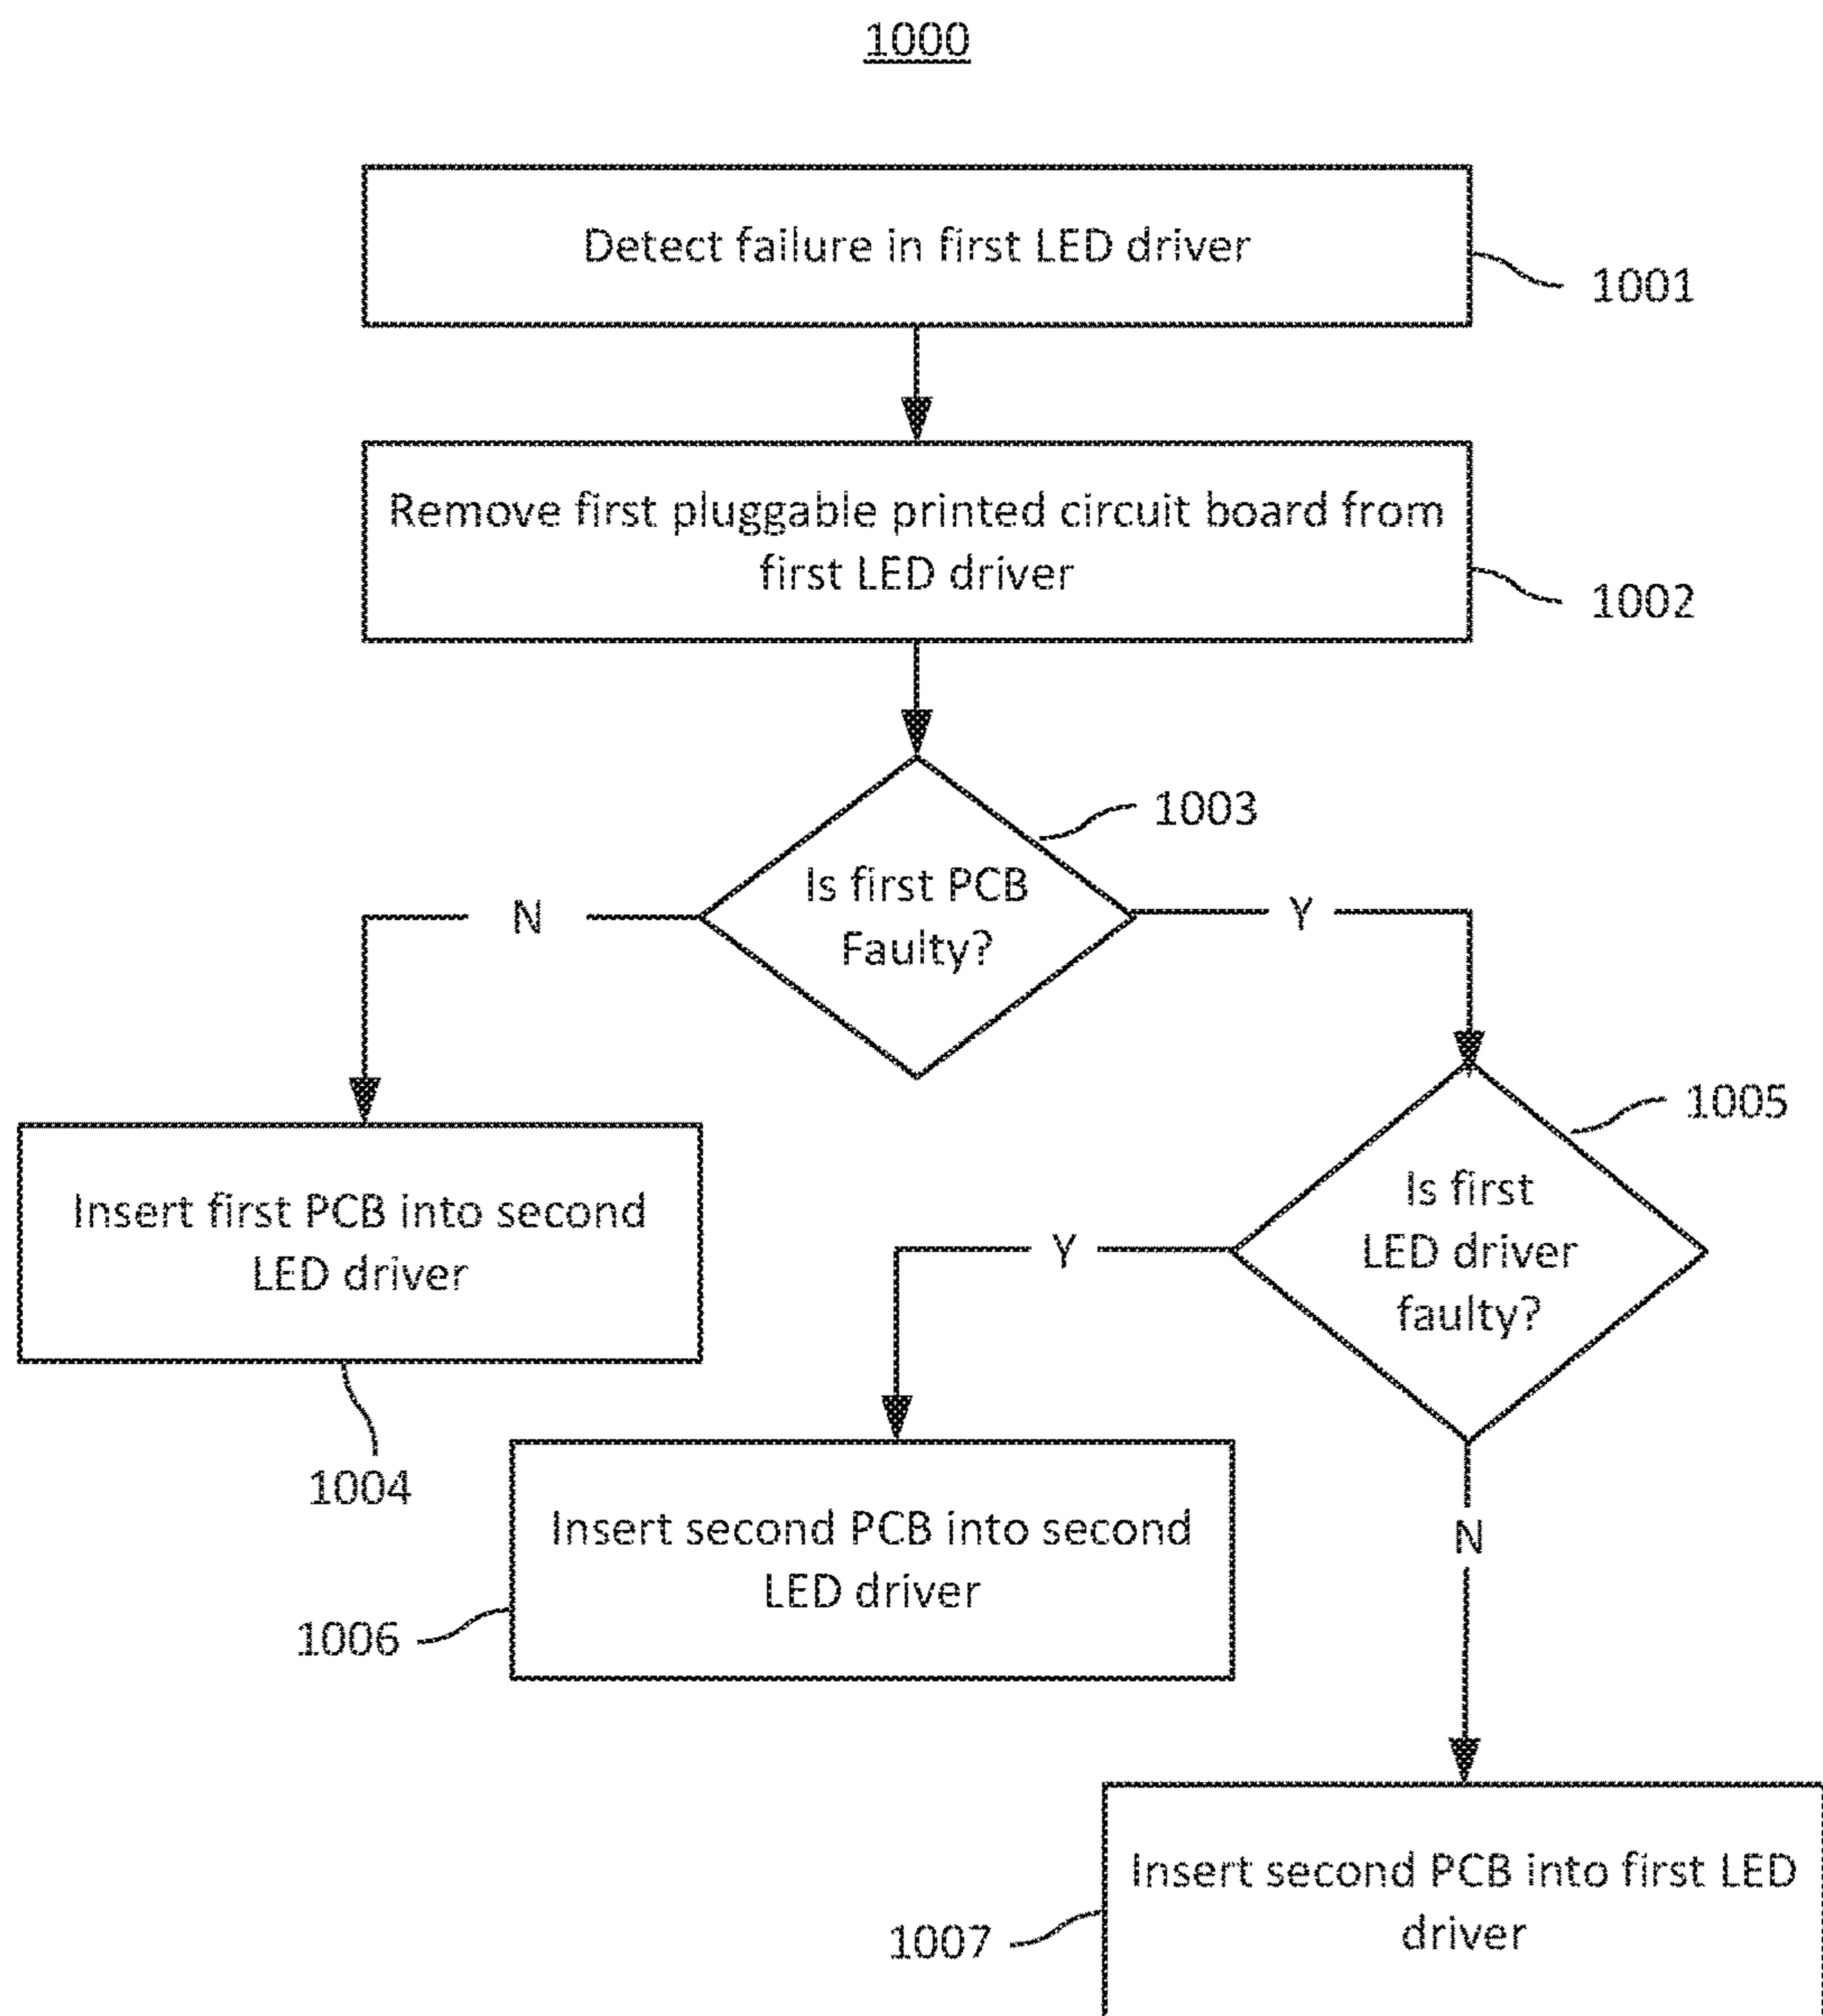 1000
Detect failure in first LED driver
1001
Remove first pluggable printed circuit board from
first LED driver
1002
1003
Is first PCB
Faulty?
N
Y
1005
Is first
LED driver
faulty?
Insert first PCB into second
LED driver
1004
Y
N
Insert second PCB into second
LED driver
1006
Insert second PCB into first LED
driver
1007